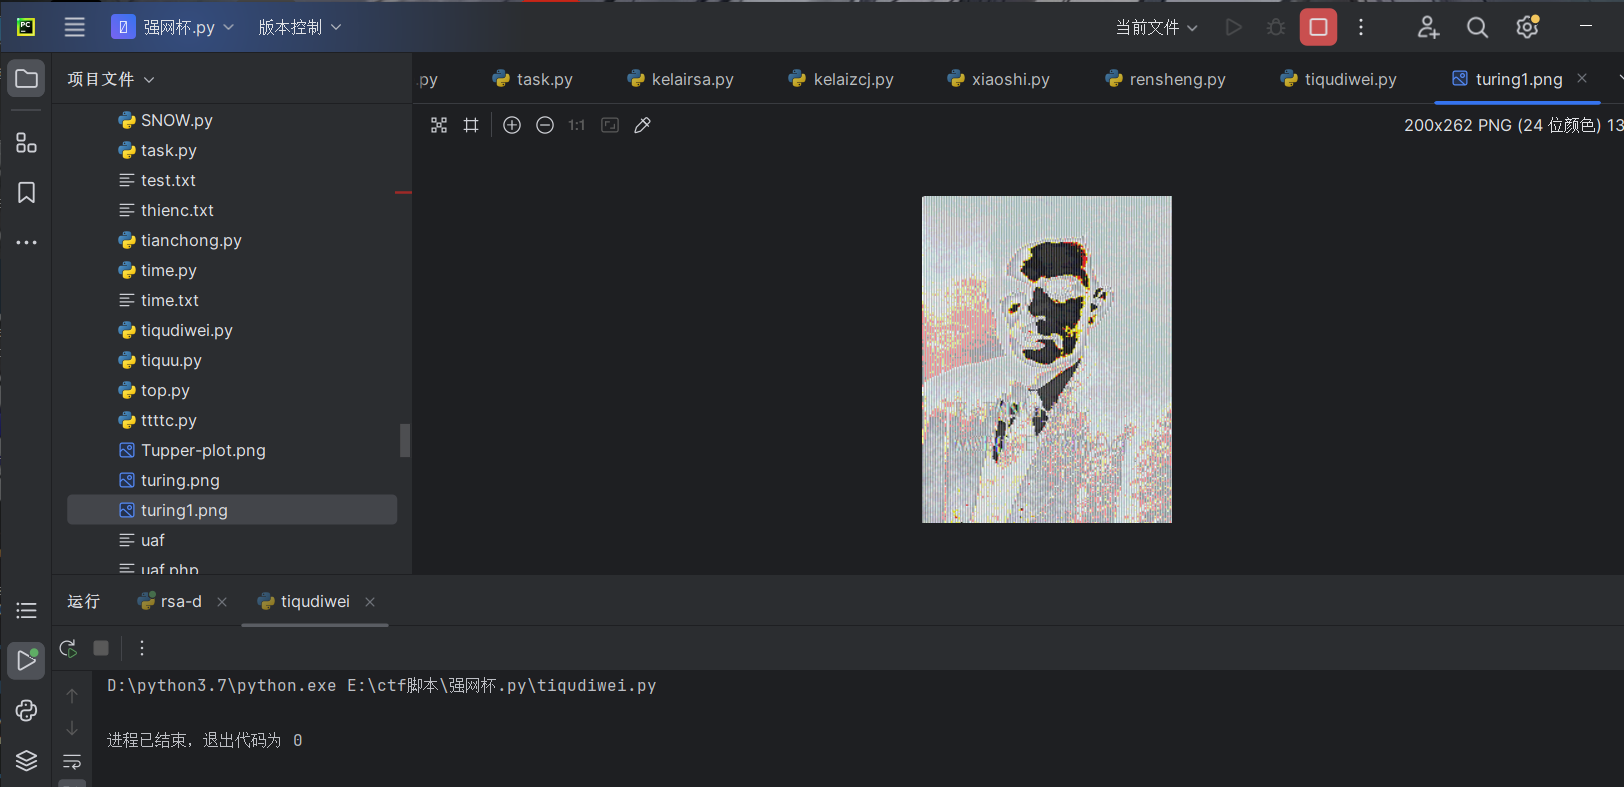 PC
强网杯.py
版本控制
当前文件
项目文件
.py
task.py
kelairsa.py
kelaizcj.py
xiaoshi.py
rensheng.py
tiqudiwei.py
turing1.png
1:1
200x262 PNG (24 位颜色) 13
SNOW.py
task.py
test.txt
thienc.txt
tianchong.py
time.py
time.txt
tiqudiwei.py
tiquu.py
top.py
ttttc.py
Tupper-plot.png
turing.png
turing1.png
uaf
uaf.php
运行
rsa-d
tiqudiwei
D:\python3.7\python.exe E:\ctf脚本\强网杯.py\tiqudiwei.py
进程已结束，退出代码为 0